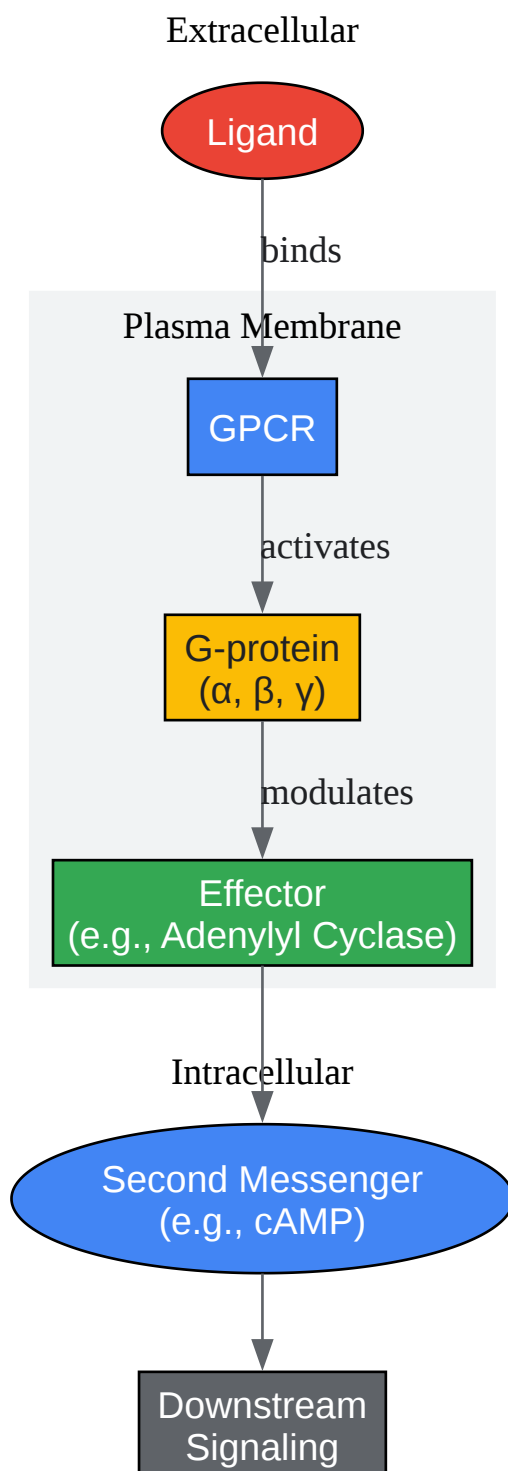 Extracellular
Ligand
binds
Plasma Membrane
GPCR
activates
G-protein
(α, β, γ)
modulates
Effector
(e.g., Adenylyl Cyclase)
Intracellular
Second Messenger
(e.g., cAMP)
Downstream
Signaling